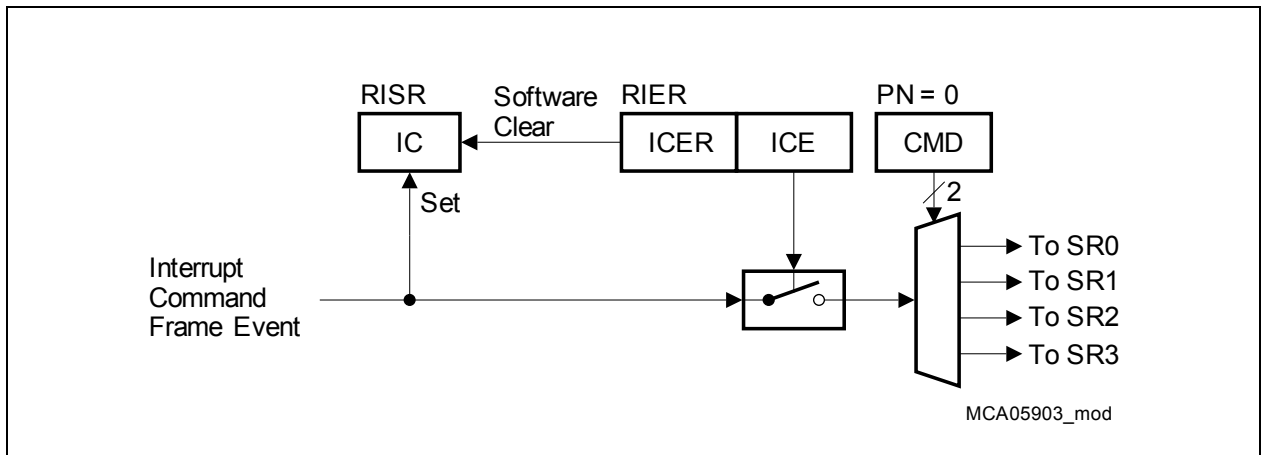 RISR
Software
Clear
RIER
PN = 0
IC
ICER
ICE
CMD
Set
2
Interrupt
Command
Frame Event
To SR0
To SR1
To SR2
To SR3
MCA05903_mod